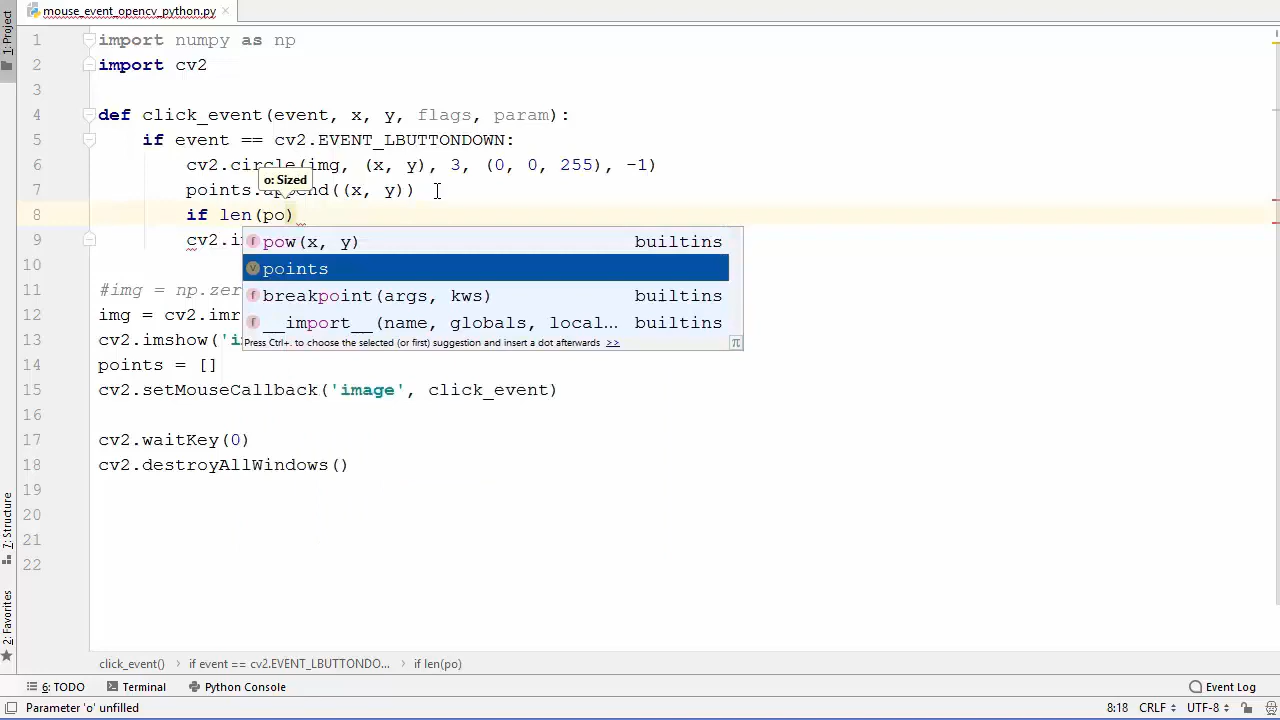 mouse_event_opencv_python.py
1: Project
1 import numpy as np
2 import cv2
3
4 def click_event(event, x, y, flags, param):
5 if event == cv2.EVENT_LBUTTONDOWN:
6 cv2.circle(img, (x, y), 3, (0, 0, 255), -1)
o: Sized
7 points.append((x, y))
8 if len(po)
9 cv2.i
pow(x, y) builtins
points
breakpoint(args, kws) builtins
__import__(name, globals, local... builtins
Press Ctrl+. to choose the selected (or first) suggestion and insert a dot afterwards >>
π
10
11 #img = np.zer
12 img = cv2.imr
13 cv2.imshow('i
14 points = []
15 cv2.setMouseCallback('image', click_event)
16
17 cv2.waitKey(0)
18 cv2.destroyAllWindows()
19
20
21
22
7: Structure
2: Favorites
click_event() › if event == cv2.EVENT_LBUTTONDO... › if len(po)
6: TODO Terminal Python Console Event Log
Parameter 'o' unfilled 8:18 CRLF UTF-8